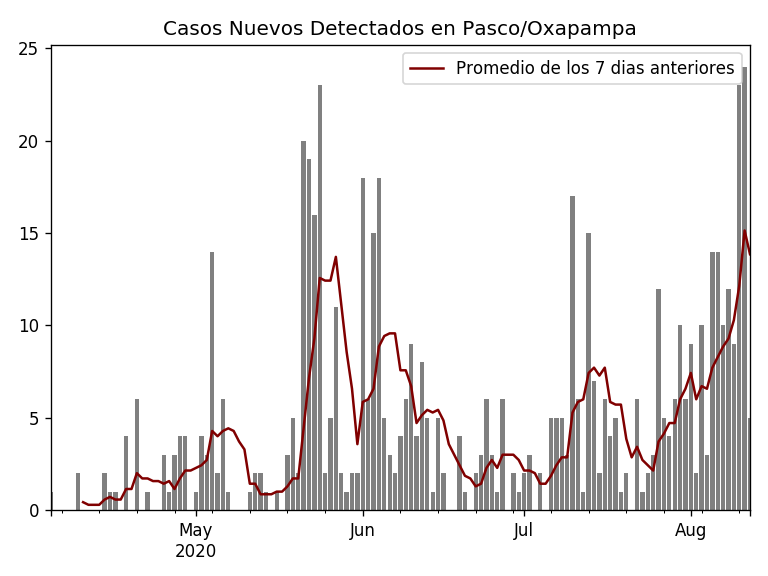 Casos Nuevos Detectados en Pasco/Oxapampa
Promedio de los 7 dias anteriores
25
20
15
10
5
0
May
2020
Jun
Jul
Aug